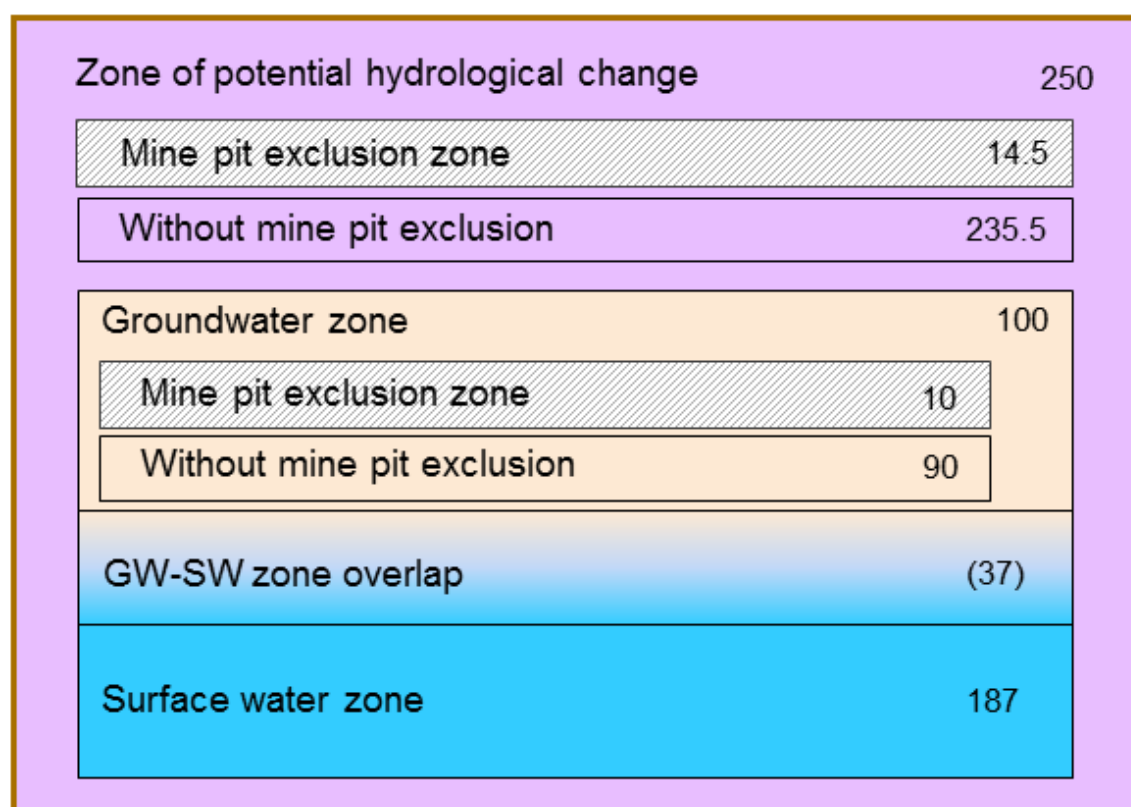 Zone of potential hydrological change 250
Mine pit exclusion zone 14.5
Without mine pit exclusion 235.5
Groundwater zone 100
Mine pit exclusion zone 10
Without mine pit exclusion 90
GW-SW zone overlap (37)
Surface water zone 187